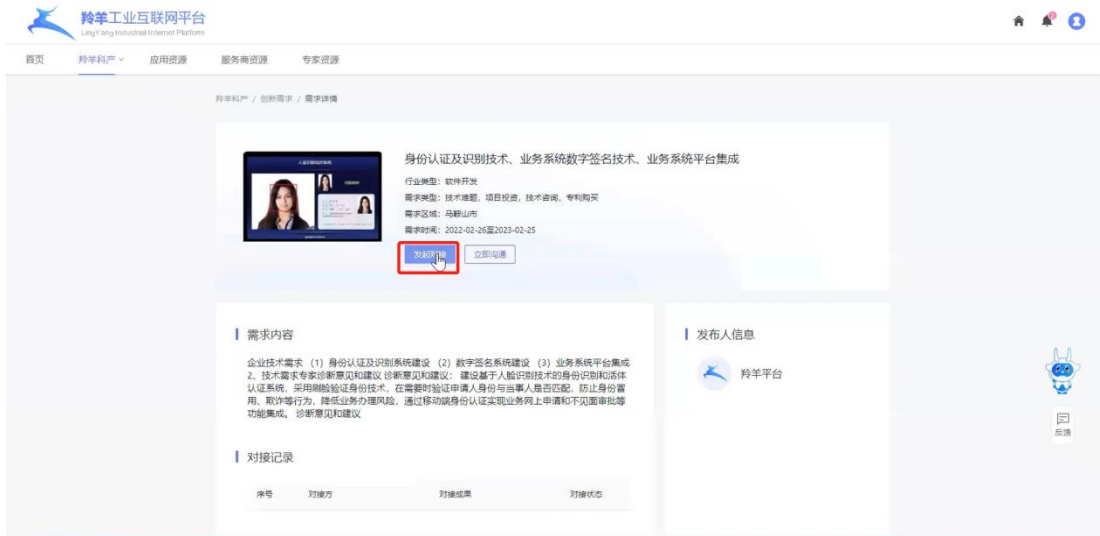 羚羊工业互联网平台
LingYang Industrial Internet Platform
首页 羚羊科产 应用资源 服务商资源 专家资源
羚羊科产 / 创新需求 / 需求详情
身份认证及识别技术、业务系统数字签名技术、业务系统平台集成
行业类型：软件开发
需求类型：技术难题，项目投资，技术咨询，专利购买
需求区域：马鞍山市
需求时间：2022-02-26至2023-02-25
发起对接 立即沟通
需求内容
企业技术需求 （1）身份认证及识别系统建设 （2）数字签名系统建设 （3）业务系统平台集成
2、技术需求专家诊断意见和建议 诊断意见和建议： 建设基于人脸识别技术的身份识别和活体
认证系统，采用刷脸验证身份技术，在需要时验证申请人身份与当事人是否匹配，防止身份冒
用、欺诈等行为，降低业务办理风险，通过移动端身份认证实现业务网上申请和不见面审批等
功能集成。 诊断意见和建议
发布人信息
羚羊平台
反馈
对接记录
序号 对接方 对接成果 对接状态